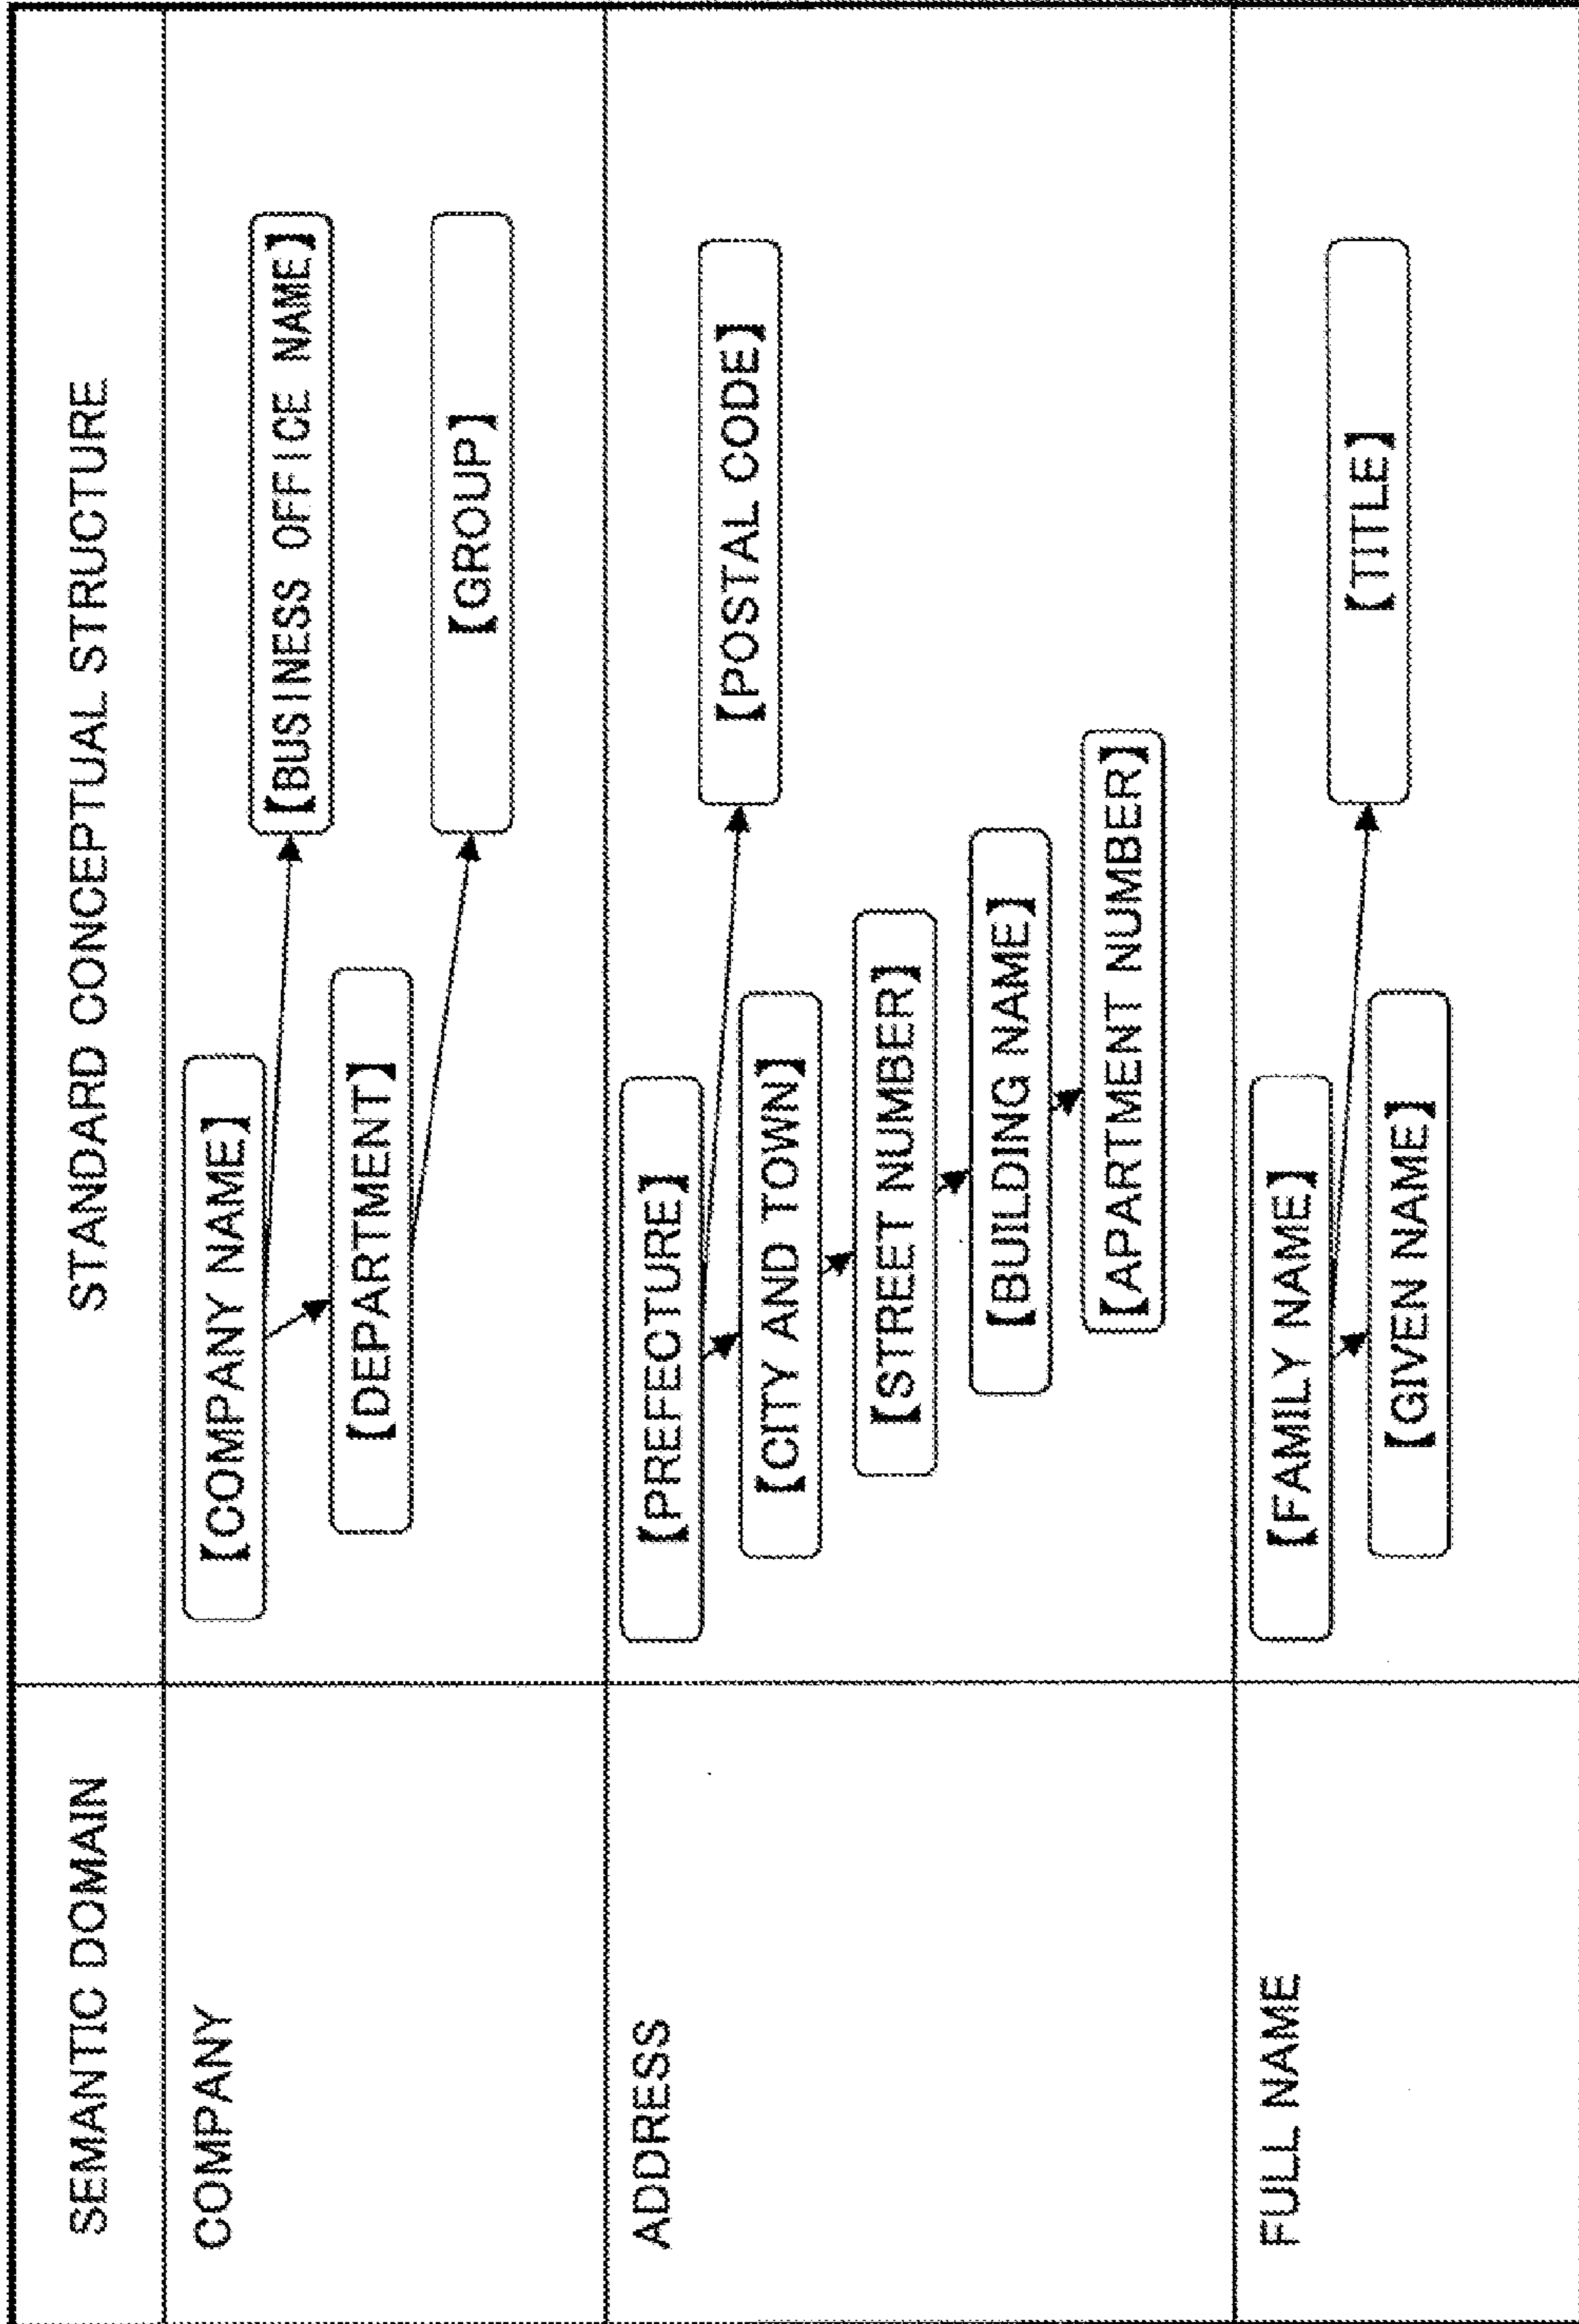 SEMANTIC DOMAIN
STANDARD CONCEPTUAL STRUCTURE
COMPANY
【COMPANY NAME】
【BUSINESS OFFICE NAME】
【DEPARTMENT】
【GROUP】
ADDRESS
【PREFECTURE】
【POSTAL CODE】
【CITY AND TOWN】
【STREET NUMBER】
【BUILDING NAME】
【APARTMENT NUMBER】
FULL NAME
【FAMILY NAME】
【TITLE】
【GIVEN NAME】